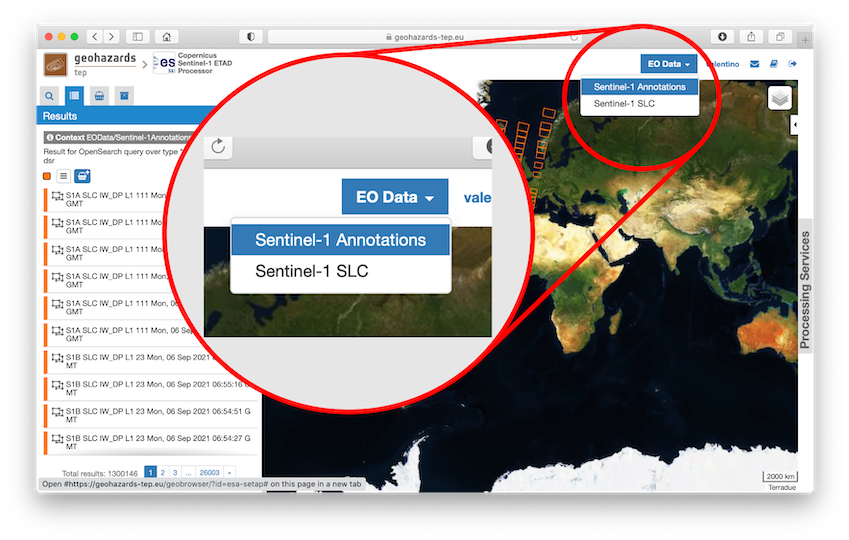 geohazards-tep.eu
geohazards
tep
esa
Copernicus
Sentinel-1 ETAD
Processor
EO Data
valentino
Sentinel-1 Annotations
Sentinel-1 SLC
Results
Context EOData/Sentinel-1Annotations
Result for OpenSearch query over type
dsr
S1A SLC IW_DP L1 111 Mon,
GMT
S1A SLC IW_DP L1 111 Mon,
GMT
S1A SLC IW_DP L1 111 Mon,
GMT
S1A SLC IW_DP L1 111 Mon,
GMT
S1A SLC IW_DP L1 111 Mon, 06
GMT
S1A SLC IW_DP L1 111 Mon, 06 Sep
GMT
S1B SLC IW_DP L1 23 Mon, 06 Sep 2021
MT
S1B SLC IW_DP L1 23 Mon, 06 Sep 2021 06:55:16 G
MT
S1B SLC IW_DP L1 23 Mon, 06 Sep 2021 06:54:51 G
MT
S1B SLC IW_DP L1 23 Mon, 06 Sep 2021 06:54:27 G
MT
Total results: 1300146 1 2 3 ... 26003 »
Open #https://geohazards-tep.eu/geobrowser/?id=esa-setap# on this page in a new tab
EO Data
vale
Sentinel-1 Annotations
Sentinel-1 SLC
Processing Services
2000 km
Terradue